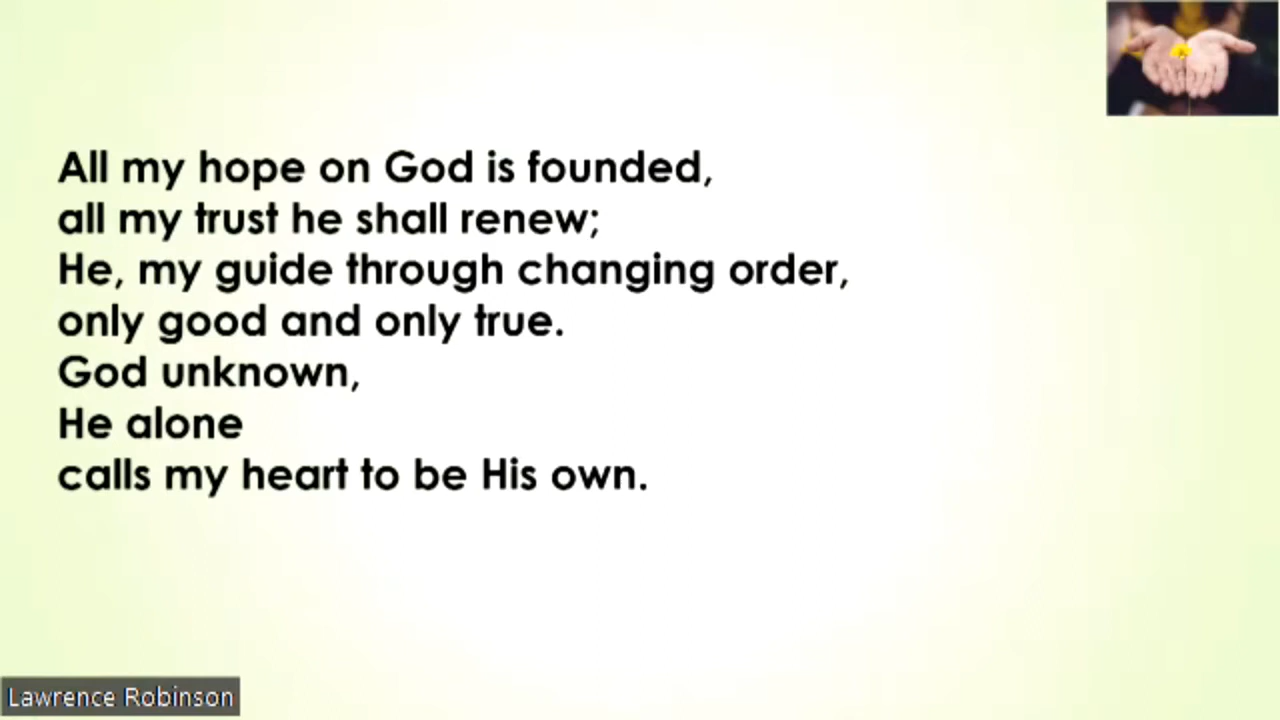 All my hope on God is founded,
all my trust he shall renew;
He, my guide through changing order,
only good and only true.
God unknown,
He alone
calls my heart to be His own.
Lawrence Robinson